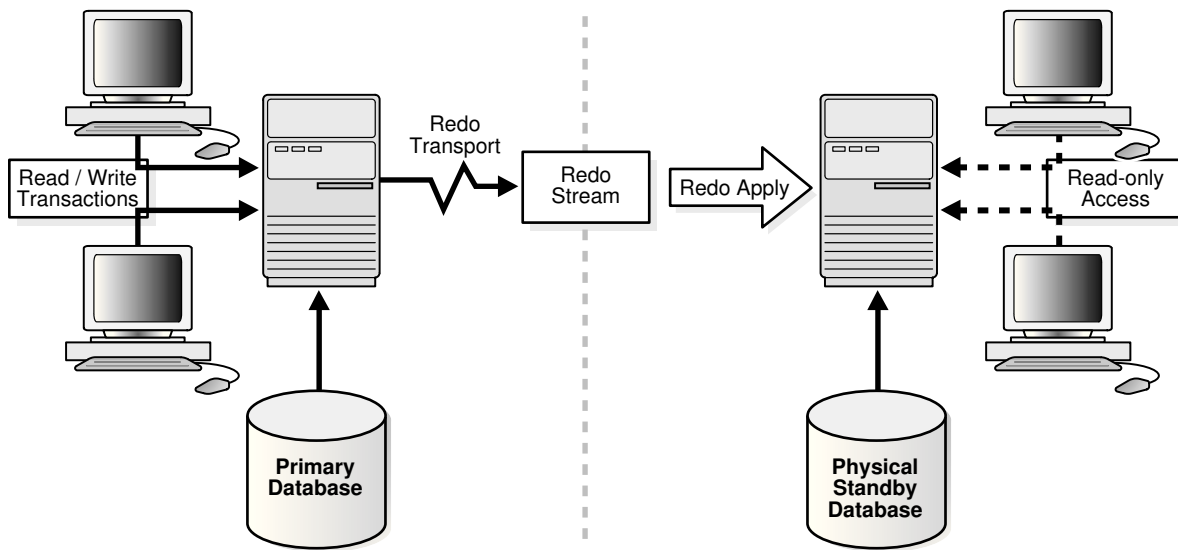 Read / Write
Transactions
Redo
Transport
Redo
Stream
Redo Apply
Read-only
Access
Primary
Database
Physical
Standby
Database